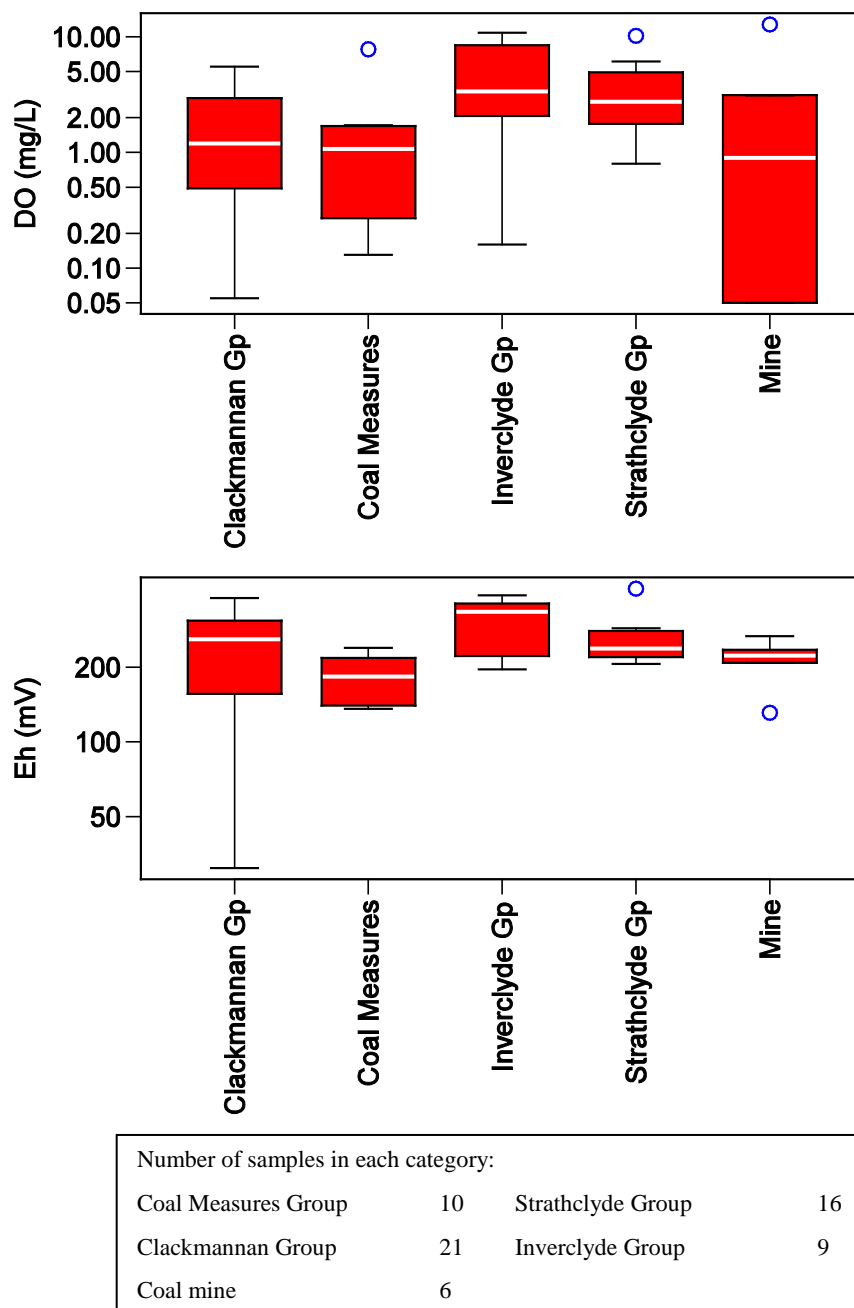 DO (mg/L)
10.00
5.00
2.00
1.00
0.50
0.20
0.10
0.05
Clackmannan Gp
Coal Measures
Inverclyde Gp
Strathclyde Gp
Mine
Eh (mV)
200
100
50
Clackmannan Gp
Coal Measures
Inverclyde Gp
Strathclyde Gp
Mine
Number of samples in each category:
Coal Measures Group 10 Strathclyde Group 16
Clackmannan Group 21 Inverclyde Group 9
Coal mine 6